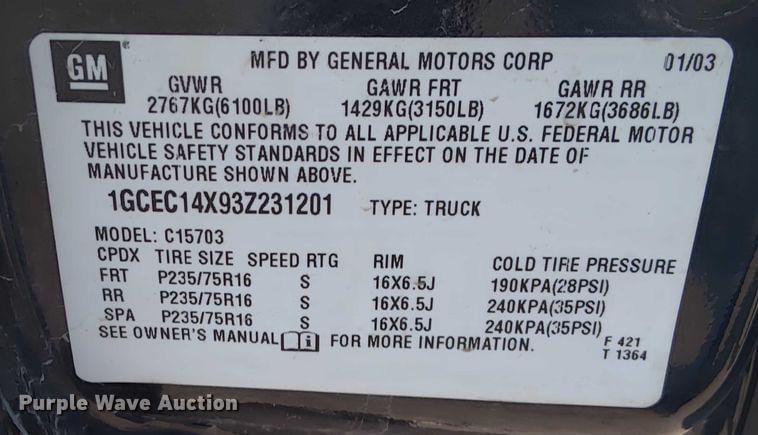 GM
MFD BY GENERAL MOTORS CORP 01/03
GVWR GAWR FRT GAWR RR
2767KG(6100LB) 1429KG(3150LB) 1672KG(3686LB)
THIS VEHICLE CONFORMS TO ALL APPLICABLE U.S. FEDERAL MOTOR
VEHICLE SAFETY STANDARDS IN EFFECT ON THE DATE OF
MANUFACTURE SHOWN ABOVE.
1GCEC14X93Z231201 TYPE: TRUCK
MODEL: C15703
CPDX TIRE SIZE SPEED RTG RIM COLD TIRE PRESSURE
FRT P235/75R16 S 16X6.5J 190KPA(28PSI)
RR P235/75R16 S 16X6.5J 240KPA(35PSI)
SPA P235/75R16 S 16X6.5J 240KPA(35PSI)
SEE OWNER'S MANUAL i FOR MORE INFORMATION.
F 421
T 1364
Purple Wave Auction